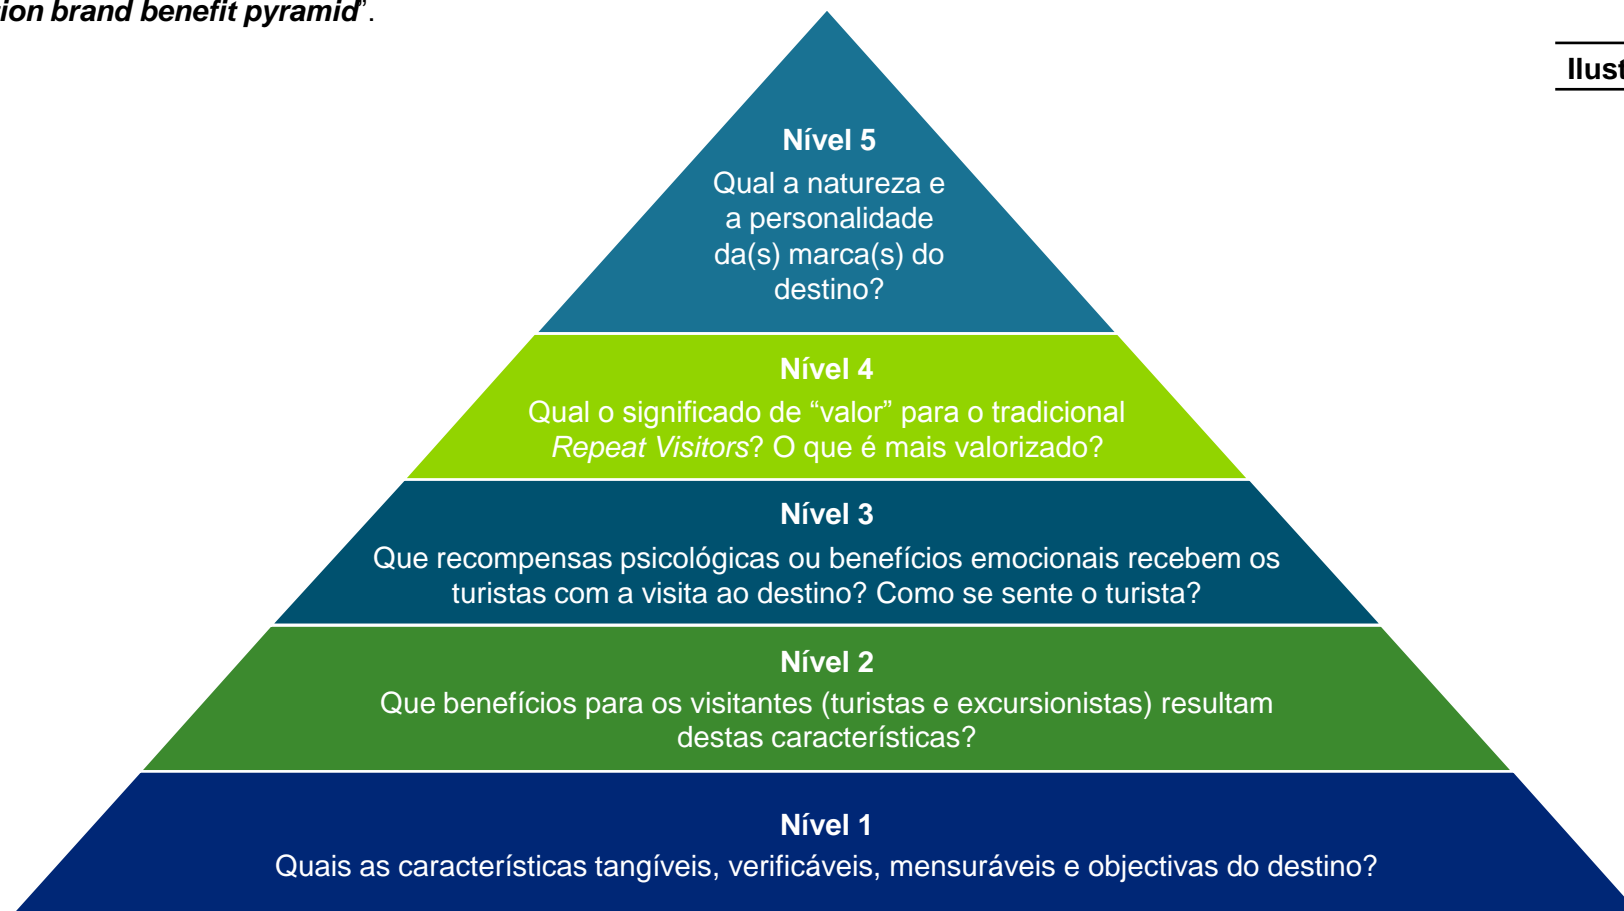 ion brand benefit pyramid”.
Ilust
Nível 5
Qual a natureza e
a personalidade
da(s) marca(s) do
destino?
Nível 4
Qual o significado de “valor” para o tradicional
Repeat Visitors? O que é mais valorizado?
Nível 3
Que recompensas psicológicas ou benefícios emocionais recebem os
turistas com a visita ao destino? Como se sente o turista?
Nível 2
Que benefícios para os visitantes (turistas e excursionistas) resultam
destas características?
Nível 1
Quais as características tangíveis, verificáveis, mensuráveis e objectivas do destino?